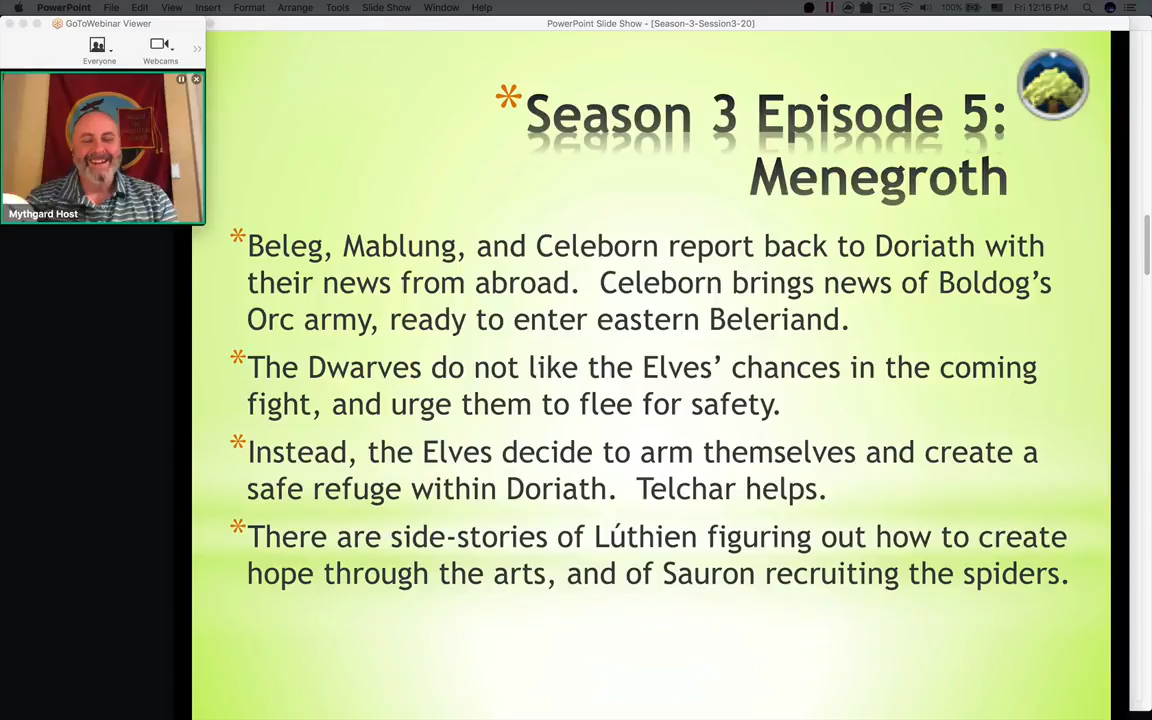 PowerPoint File Edit View Insert Format Arrange Tools Slide Show Window Help 100% Fri 12:16 PM
GoToWebinar Viewer
PowerPoint Slide Show - [Season-3-Session3-20]
Everyone
Webcams
Mythgard Host
*Season 3 Episode 5:
Menegroth
*Beleg, Mablung, and Celeborn report back to Doriath with
their news from abroad. Celeborn brings news of Boldog’s
Orc army, ready to enter eastern Beleriand.
*The Dwarves do not like the Elves’ chances in the coming
fight, and urge them to flee for safety.
*Instead, the Elves decide to arm themselves and create a
safe refuge within Doriath. Telchar helps.
*There are side-stories of Lúthien figuring out how to create
hope through the arts, and of Sauron recruiting the spiders.